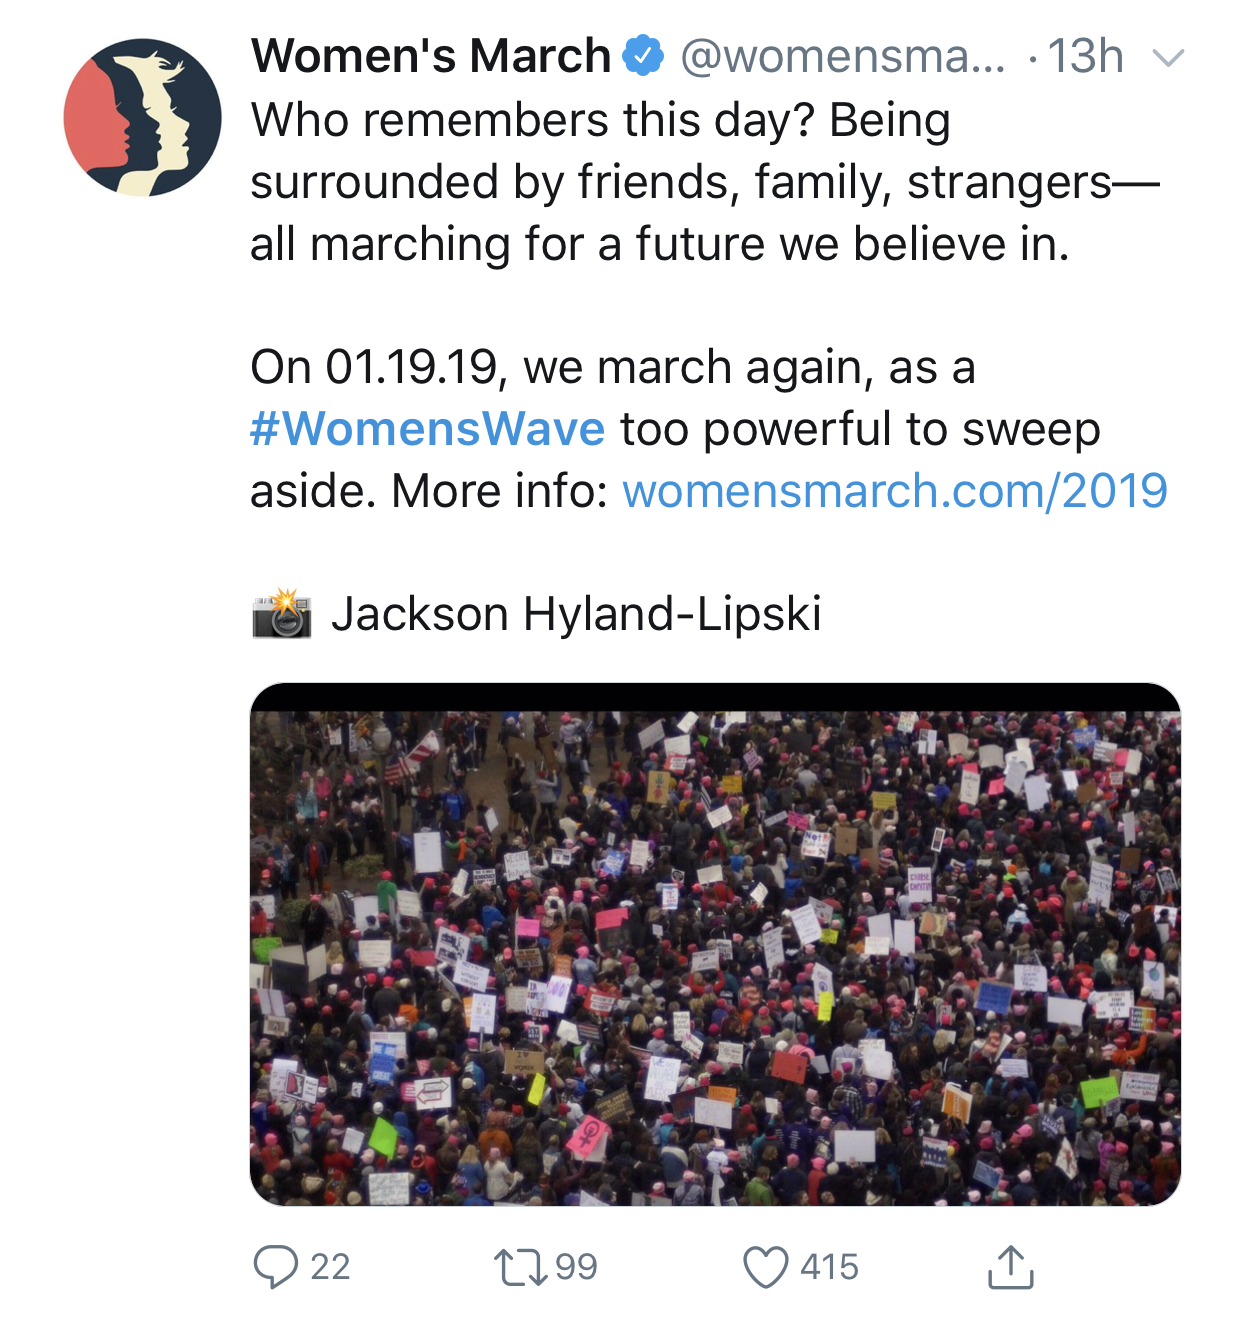 Women's March @womensma... · 13h
Who remembers this day? Being
surrounded by friends, family, strangers—
all marching for a future we believe in.
On 01.19.19, we march again, as a
#WomensWave too powerful to sweep
aside. More info: womensmarch.com/2019
📸 Jackson Hyland-Lipski
22 99 415